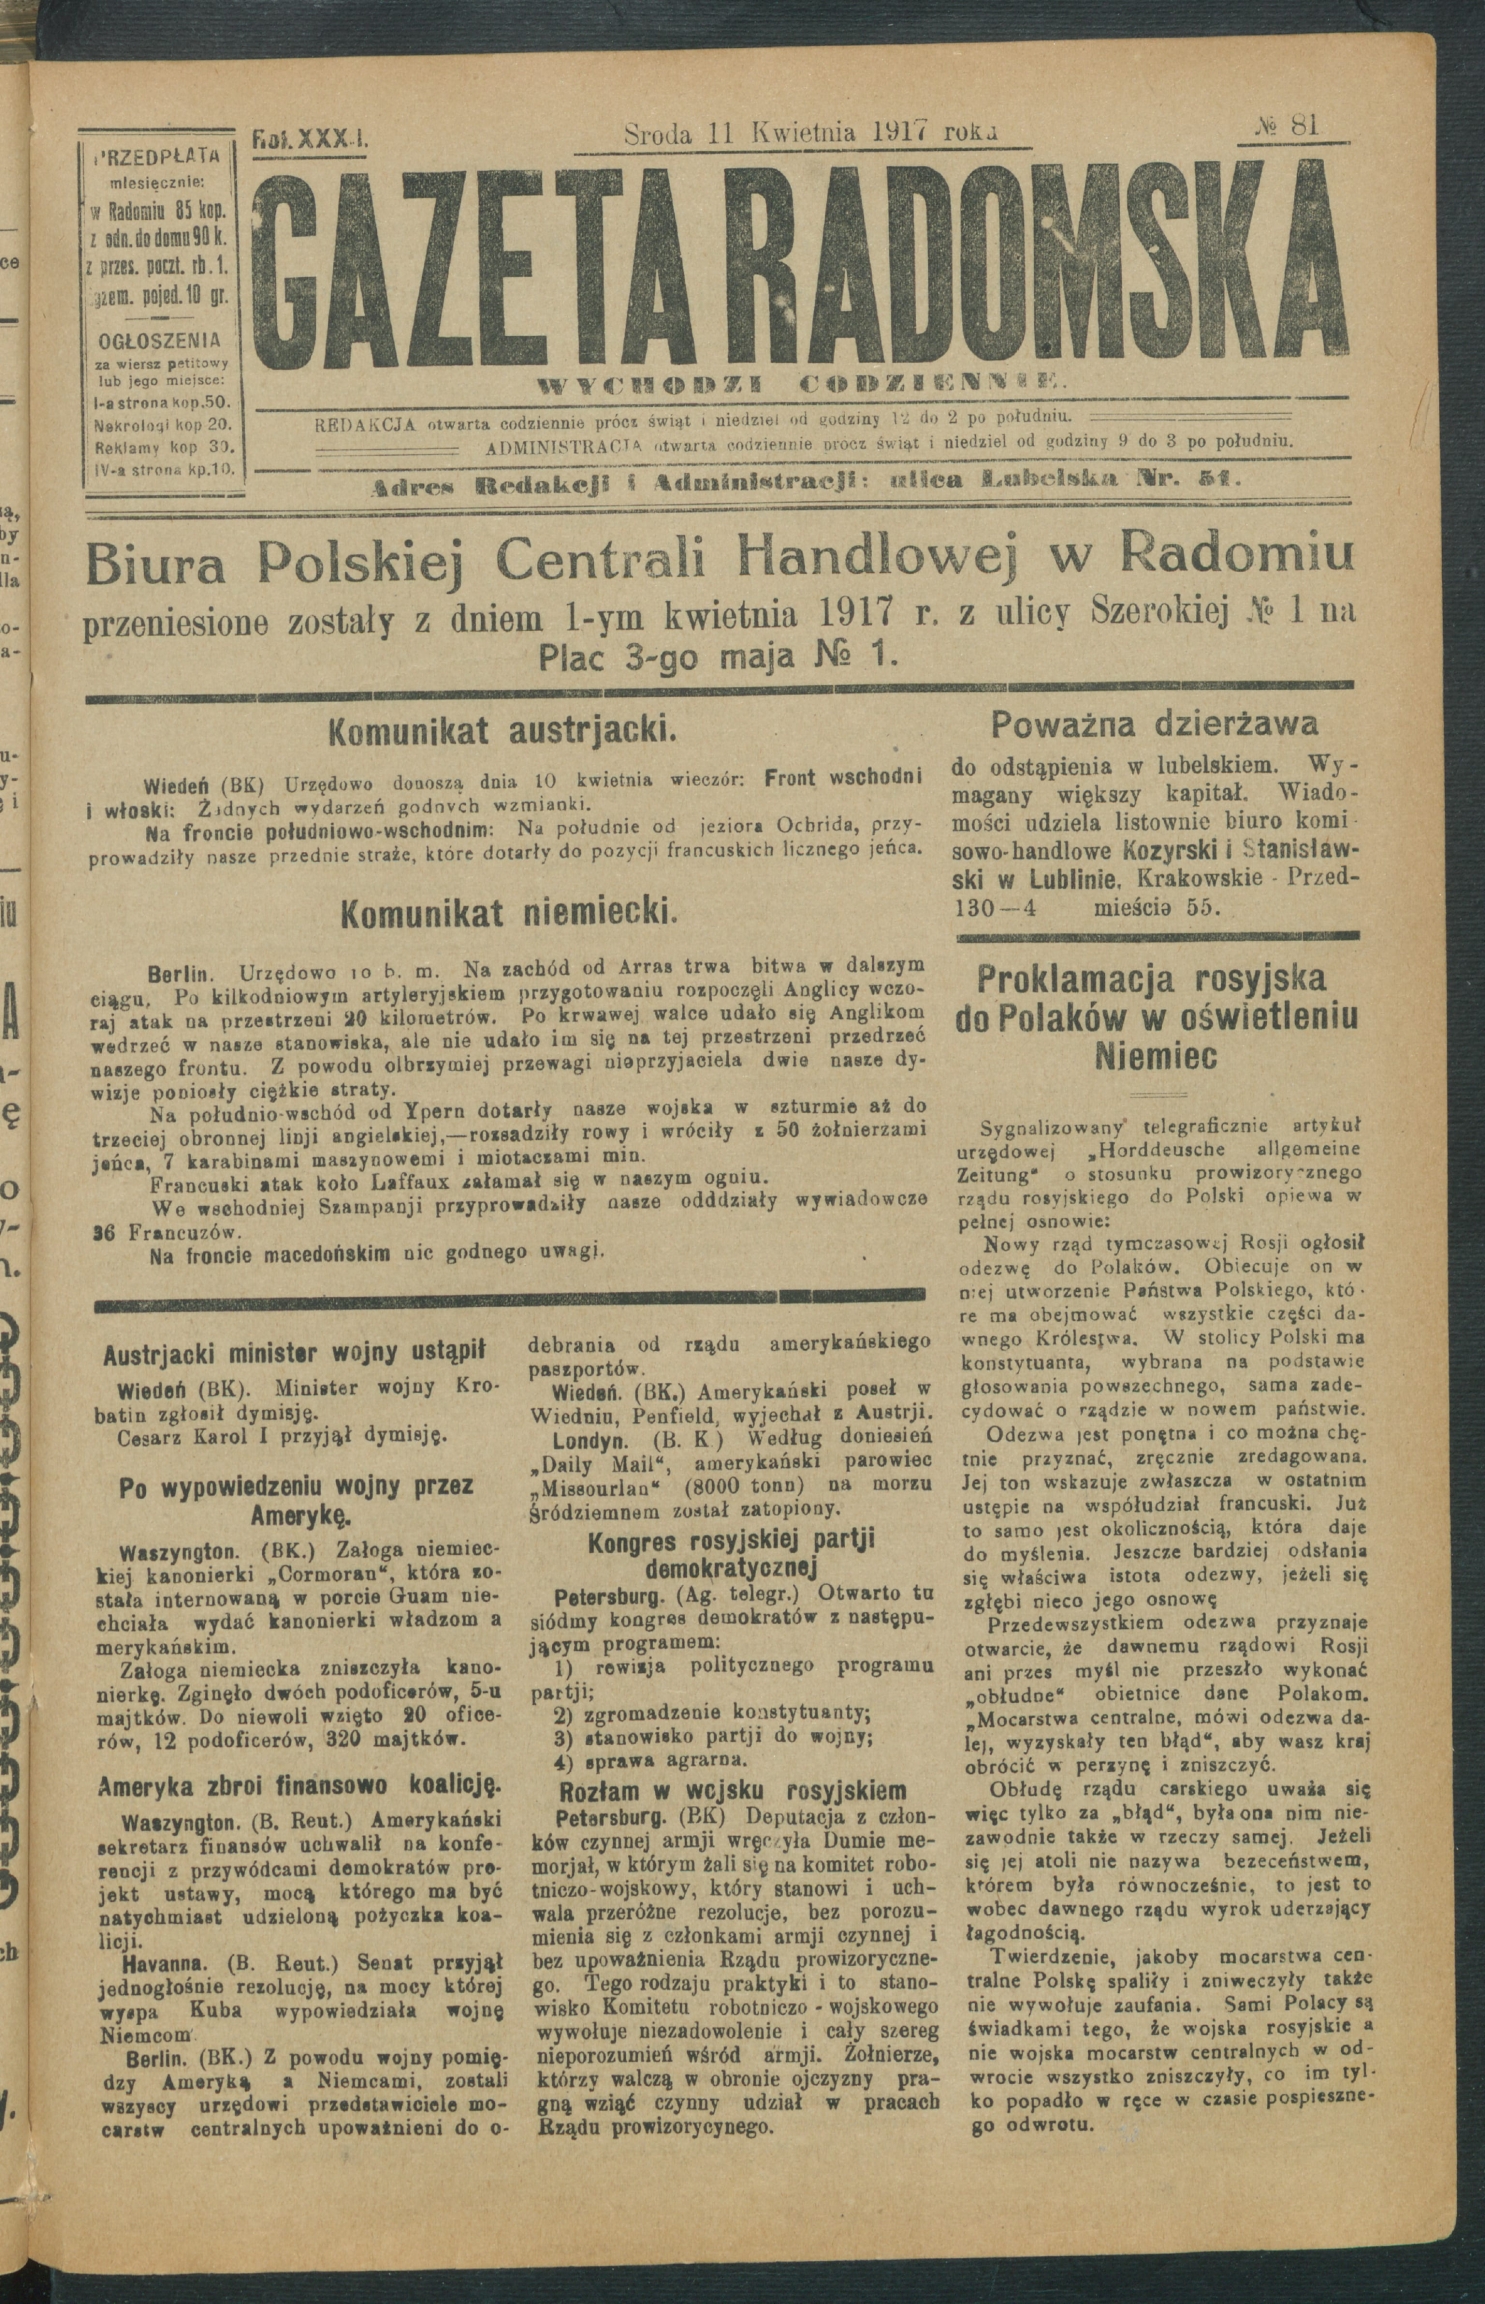 PRZEDPŁATA
miesięcznie:
w Radomiu 85 kop.
z odn. do domu 90 k.
z przes. poczt. rb. 1.
gzem. pojed. 10 gr.
OGŁOSZENIA
za wiersz petitowy
lub jego miejsce:
I-a strona kop. 50.
Nekrologi kop 20.
Reklamy kop 30.
IV-a strona kp. 10.
Rok XXX
Sroda 11 Kwietnia 1917 roku
№ 81
GAZETA RADOMSKA
WYCHODZI CODZIENNIE.
REDAKCJA otwarta codziennie prócz świąt i niedziel od godziny 12 do 2 po południu.
ADMINISTRACJA otwarta codziennie prócz świąt i niedziel od godziny 9 do 3 po południu.
Adres Redakcji i Administracji: ulica Lubelska Nr. 51.
Biura Polskiej Centrali Handlowej w Radomiu
przeniesione zostały z dniem 1-ym kwietnia 1917 r. z ulicy Szerokiej № 1 na
Plac 3-go maja № 1.
Komunikat austrjacki.
Wiedeń (BK) Urzędowo donoszą dnia 10 kwietnia wieczór: Front wschodni
i włoski: Żadnych wydarzeń godnych wzmianki.
Na froncie południowo-wschodnim: Na południe od jeziora Ochrida, przy-
prowadziły nasze przednie straże, które dotarły do pozycji francuskich licznego jeńca.
Komunikat niemiecki.
Berlin. Urzędowo 10 b. m. Na zachód od Arras trwa bitwa w dalszym
ciągu. Po kilkodniowym artyleryjskiem przygotowaniu rozpoczęli Anglicy wczo-
raj atak na przestrzeni 20 kilometrów. Po krwawej walce udało się Anglikom
wedrzeć w nasze stanowiska, ale nie udało im się na tej przestrzeni przedrzeć
naszego frontu. Z powodu olbrzymiej przewagi nieprzyjaciela dwie nasze dy-
wizje poniosły ciężkie straty.
Na południo-wschód od Ypern dotarły nasze wojska w szturmie aż do
trzeciej obronnej linji angielskiej,—rozsadziły rowy i wróciły z 50 żołnierzami
jeńca, 7 karabinami maszynowemi i miotaczami min.
Francuski atak koło Laffaux załamał się w naszym ogniu.
We wschodniej Szampanji przyprowadziły nasze odddziały wywiadowcze
36 Francuzów.
Na froncie macedońskim nic godnego uwagi.
Austrjacki minister wojny ustąpił
Wiedeń (BK). Minister wojny Kro-
batin zgłosił dymisję.
Cesarz Karol I przyjął dymisję.
Po wypowiedzeniu wojny przez
Amerykę.
Waszyngton. (BK.) Załoga niemiec-
kiej kanonierki „Cormoran“, która zo-
stała internowaną w porcie Guam nie-
chciała wydać kanonierki władzom a
merykańskim.
Załoga niemiecka zniszczyła kano-
nierkę. Zginęło dwóch podoficerów, 5-u
majtków. Do niewoli wzięto 20 ofice-
rów, 12 podoficerów, 320 majtków.
Ameryka zbroi finansowo koalicję.
Waszyngton. (B. Reut.) Amerykański
sekretarz finansów uchwalił na konfe-
rencji z przywódcami demokratów pro-
jekt ustawy, mocą którego ma być
natychmiast udzieloną pożyczka koa-
licji.
Havanna. (B. Reut.) Senat przyjął
jednogłośnie rezolucję, na mocy której
wyspa Kuba wypowiedziała wojnę
Niemcom
Berlin. (BK.) Z powodu wojny pomię-
dzy Ameryką a Niemcami, zostali
wszyscy urzędowi przedstawiciele mo-
carstw centralnych upoważnieni do o-
debrania od rządu amerykańskiego
paszportów.
Wiedeń. (BK.) Amerykański poseł w
Wiedniu, Penfield, wyjechał z Austrji.
Londyn. (B. K) Według doniesień
„Daily Mail“, amerykański parowiec
„Missourlan“ (8000 tonn) na morzu
śródziemnem został zatopiony.
Kongres rosyjskiej partji
demokratycznej
Petersburg. (Ag. telegr.) Otwarto tu
siódmy kongres demokratów z następu-
jącym programem:
1) rewizja politycznego programu
partji;
2) zgromadzenie konstytuanty;
3) stanowisko partji do wojny;
4) sprawa agrarna.
Rozłam w wojsku rosyjskiem
Petersburg. (BK) Deputacja z człon-
ków czynnej armji wręczyła Dumie me-
morjał, w którym żali się na komitet robo-
tniczo-wojskowy, który stanowi i uch-
wala przeróżne rezolucje, bez porozu-
mienia się z członkami armji czynnej i
bez upoważnienia Rządu prowizoryczne-
go. Tego rodzaju praktyki i to stano-
wisko Komitetu robotniczo-wojskowego
wywołuje niezadowolenie i cały szereg
nieporozumień wśród armji. Żołnierze,
którzy walczą w obronie ojczyzny pra-
gną wziąć czynny udział w pracach
Rządu prowizorycynego.
Poważna dzierżawa
do odstąpienia w lubelskiem. Wy-
magany większy kapitał. Wiado-
mości udziela listownie biuro komi-
sowo-handlowe Kozyrski i Stanisław-
ski w Lublinie, Krakowskie-Przed-
130—4 mieście 55.
Proklamacja rosyjska
do Polaków w oświetleniu
Niemiec
Sygnalizowany telegraficznie artykuł
urzędowej „Horddeusche allgemeine
Zeitung“ o stosunku prowizorycznego
rządu rosyjskiego do Polski opiewa w
pełnej osnowie:
Nowy rząd tymczasowej Rosji ogłosił
odezwę do Polaków. Obiecuje on w
niej utworzenie Państwa Polskiego, któ-
re ma obejmować wszystkie części da-
wnego Królestwa. W stolicy Polski ma
konstytuanta, wybrana na podstawie
głosowania powszechnego, sama zade-
cydować o rządzie w nowem państwie.
Odezwa jest ponętna i co można chę-
tnie przyznać, zręcznie zredagowana.
Jej ton wskazuje zwłaszcza w ostatnim
ustępie na współudział francuski. Już
to samo jest okolicznością, która daje
do myślenia. Jeszcze bardziej odsłania
się właściwa istota odezwy, jeżeli się
zgłębi nieco jego osnowę
Przedewszystkiem odezwa przyznaje
otwarcie, że dawnemu rządowi Rosji
ani przes myśl nie przeszło wykonać
„obłudne“ obietnice dane Polakom.
„Mocarstwa centralne, mówi odezwa da-
lej, wyzyskały ten błąd“, aby wasz kraj
obrócić w perzynę i zniszczyć.
Obłudę rządu carskiego uważa się
więc tylko za „błąd“, była ona nim nie-
zawodnie także w rzeczy samej. Jeżeli
się jej atoli nie nazywa bezeceństwem,
którem była równocześnie, to jest to
wobec dawnego rządu wyrok uderzający
łagodnością.
Twierdzenie, jakoby mocarstwa cen-
tralne Polskę spaliły i zniweczyły także
nie wywołuje zaufania. Sami Polacy są
świadkami tego, że wojska rosyjskie a
nie wojska mocarstw centralnych w od-
wrocie wszystko zniszczyły, co im tyl-
ko popadło w ręce w czasie pospieszne-
go odwrotu.